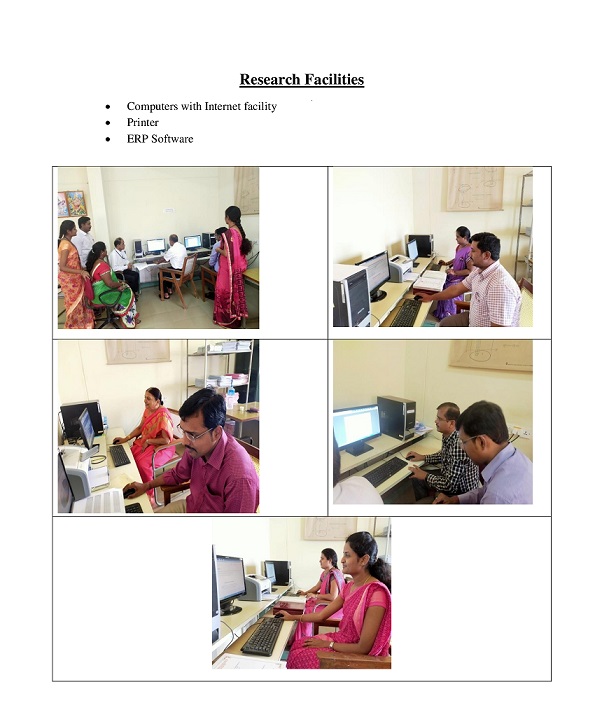 Research Facilities
• Computers with Internet facility
• Printer
• ERP Software